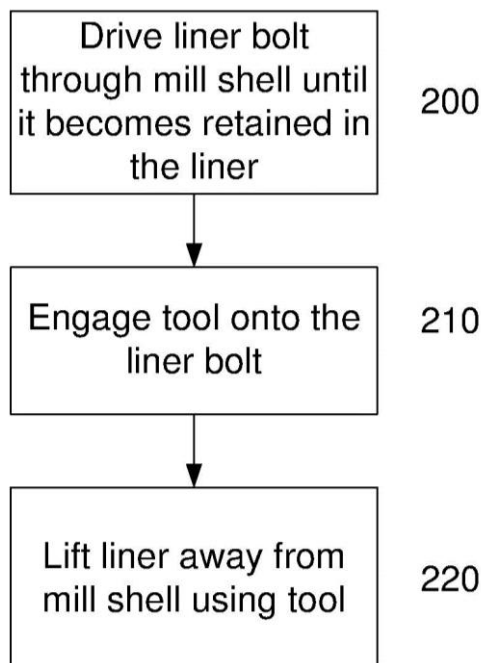 Drive liner bolt
through mill shell until
it becomes retained in
the liner
200
Engage tool onto the
liner bolt
210
Lift liner away from
mill shell using tool
220